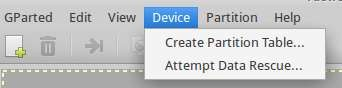 GParted Edit View Device Partition Help
Create Partition Table...
Attempt Data Rescue...